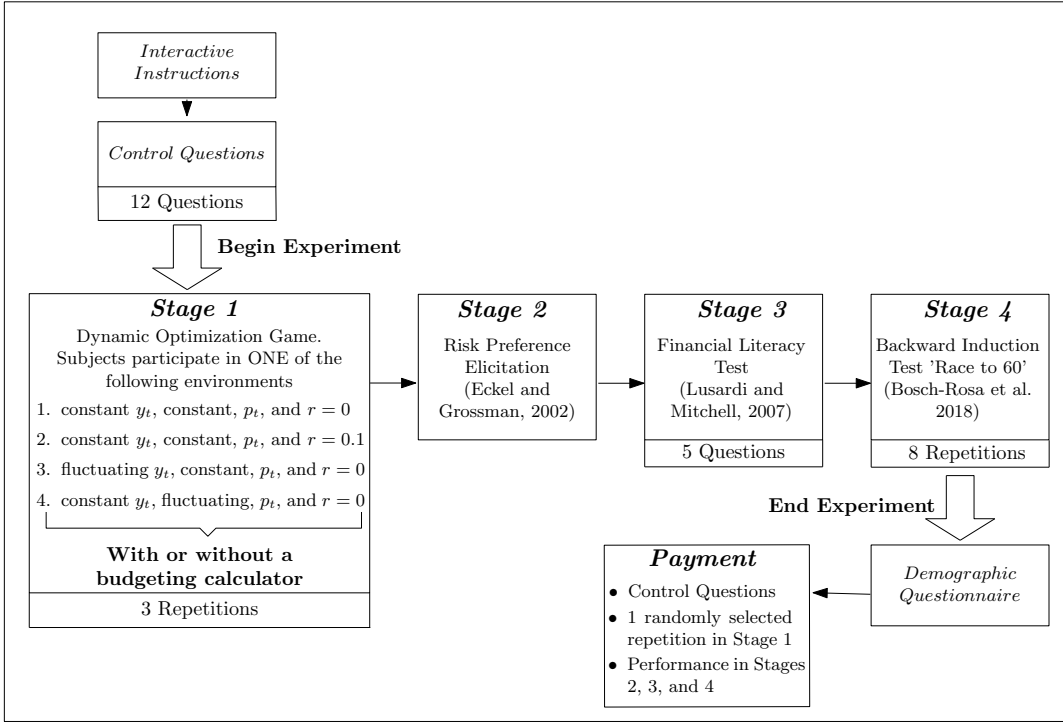 Interactive
Instructions
Control Questions
12 Questions
Begin Experiment
Stage 1
Dynamic Optimization Game.
Subjects participate in ONE of the
following environments
1. constant y_t, constant, p_t, and r = 0
2. constant y_t, constant, p_t, and r = 0.1
3. fluctuating y_t, constant, p_t, and r = 0
4. constant y_t, fluctuating, p_t, and r = 0
With or without a
budgeting calculator
3 Repetitions
Stage 2
Risk Preference
Elicitation
(Eckel and
Grossman, 2002)
Stage 3
Financial Literacy
Test
(Lusardi and
Mitchell, 2007)
5 Questions
Stage 4
Backward Induction
Test 'Race to 60'
(Bosch-Rosa et al.
2018)
8 Repetitions
End Experiment
Demographic
Questionnaire
Payment
• Control Questions
• 1 randomly selected
repetition in Stage 1
• Performance in Stages
2, 3, and 4